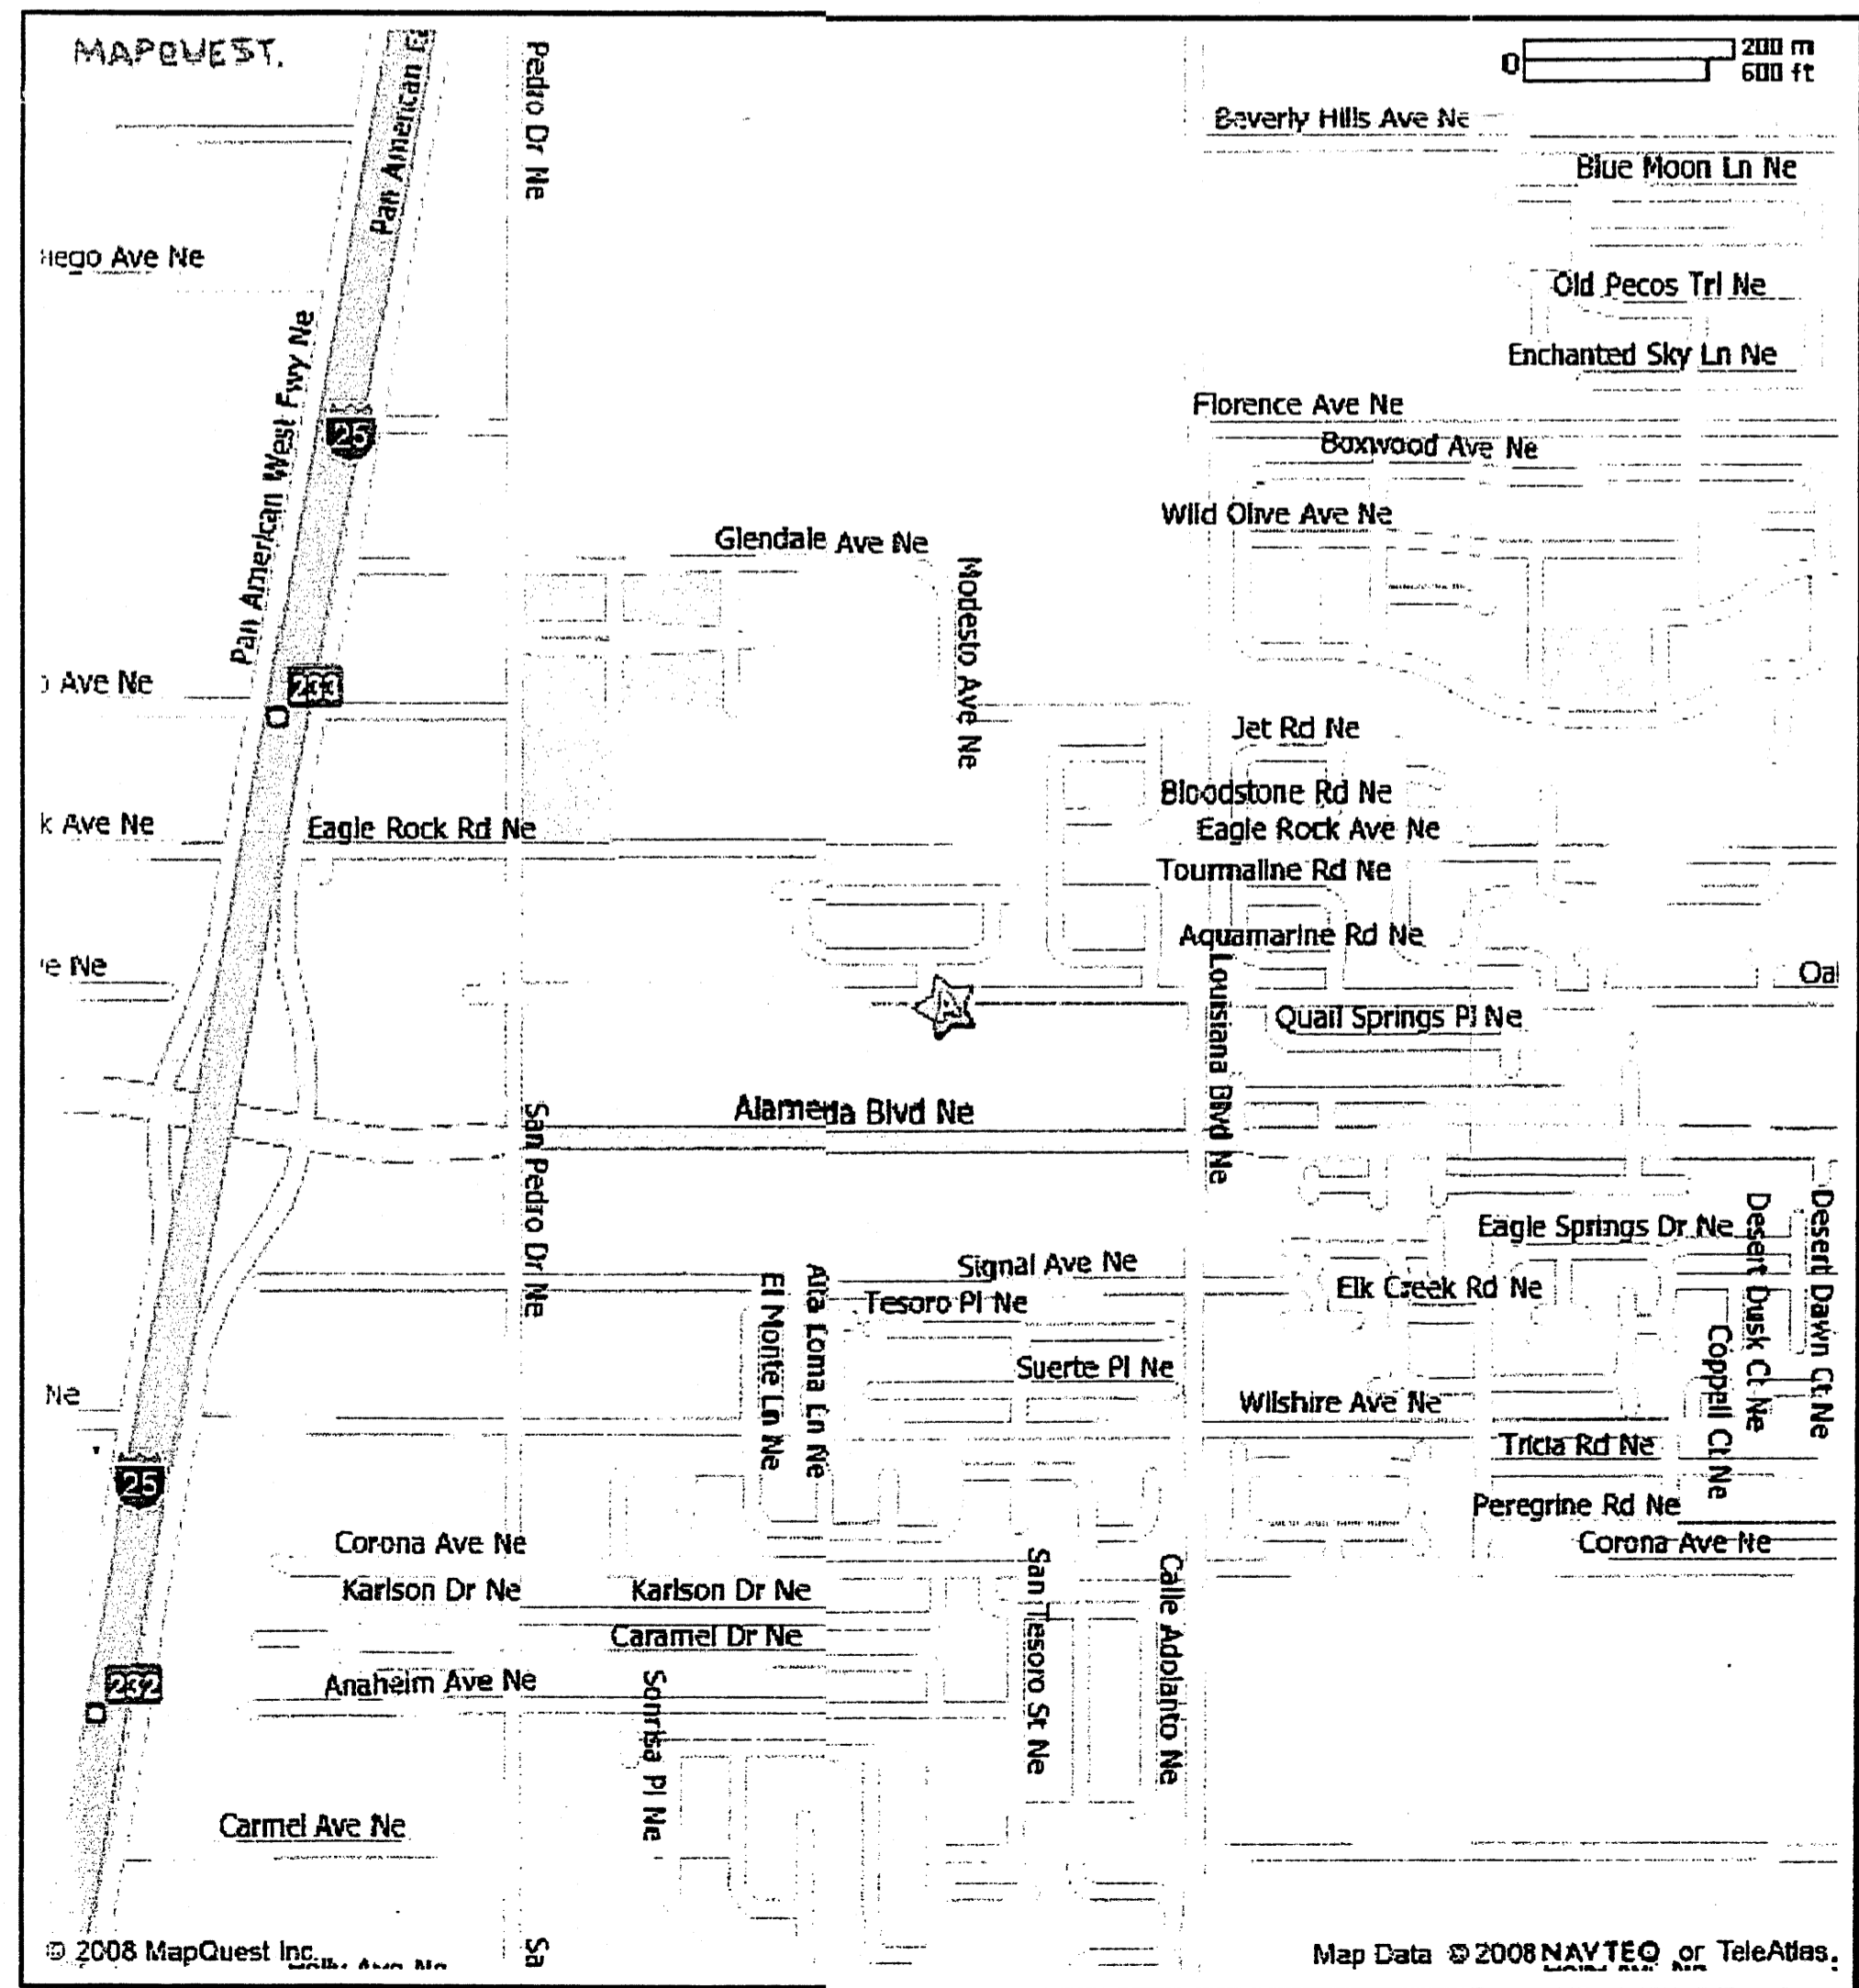 MAPQUEST.
200 m
0
600 ft
Pan American
Pedro Dr Ne
Beverly Hills Ave Ne
Blue Moon Ln Ne
Ave Ne
Old Pecos Trl Ne
Enchanted Sky Ln Ne
Pan American West Fwy Ne
25
Florence Ave Ne
Boxwood Ave Ne
Wild Olive Ave Ne
Glendale Ave Ne
Modesto Ave Ne
Ave Ne
233
Jet Rd Ne
Bloodstone Rd Ne
k Ave Ne
Eagle Rock Rd Ne
Eagle Rock Ave Ne
Tourmaline Rd Ne
Aquamarine Rd Ne
e Ne
Oal
Louisiana Blvd Ne
Quail Springs Pl Ne
Alameda Blvd Ne
San Pedro Dr Ne
Eagle Springs Dr Ne
Desert Dusk Ct Ne
Desert Dawn Ct Ne
Signal Ave Ne
Elk Creek Rd Ne
Tesoro Pl Ne
El Monte Ln Ne
Alta Loma Ln Ne
Coppell Ct Ne
Suerte Pl Ne
Ne
Wilshire Ave Ne
Tricia Rd Ne
25
Peregrine Rd Ne
Corona Ave Ne
Corona Ave Ne
San Tesoro St Ne
Calle Adolanto Ne
Karlson Dr Ne
Karlson Dr Ne
Caramel Dr Ne
232
Anaheim Ave Ne
Sonrisa Pl Ne
Carmel Ave Ne
Sa
© 2008 MapQuest Inc.
Map Data © 2008 NAVTEQ or TeleAtlas.